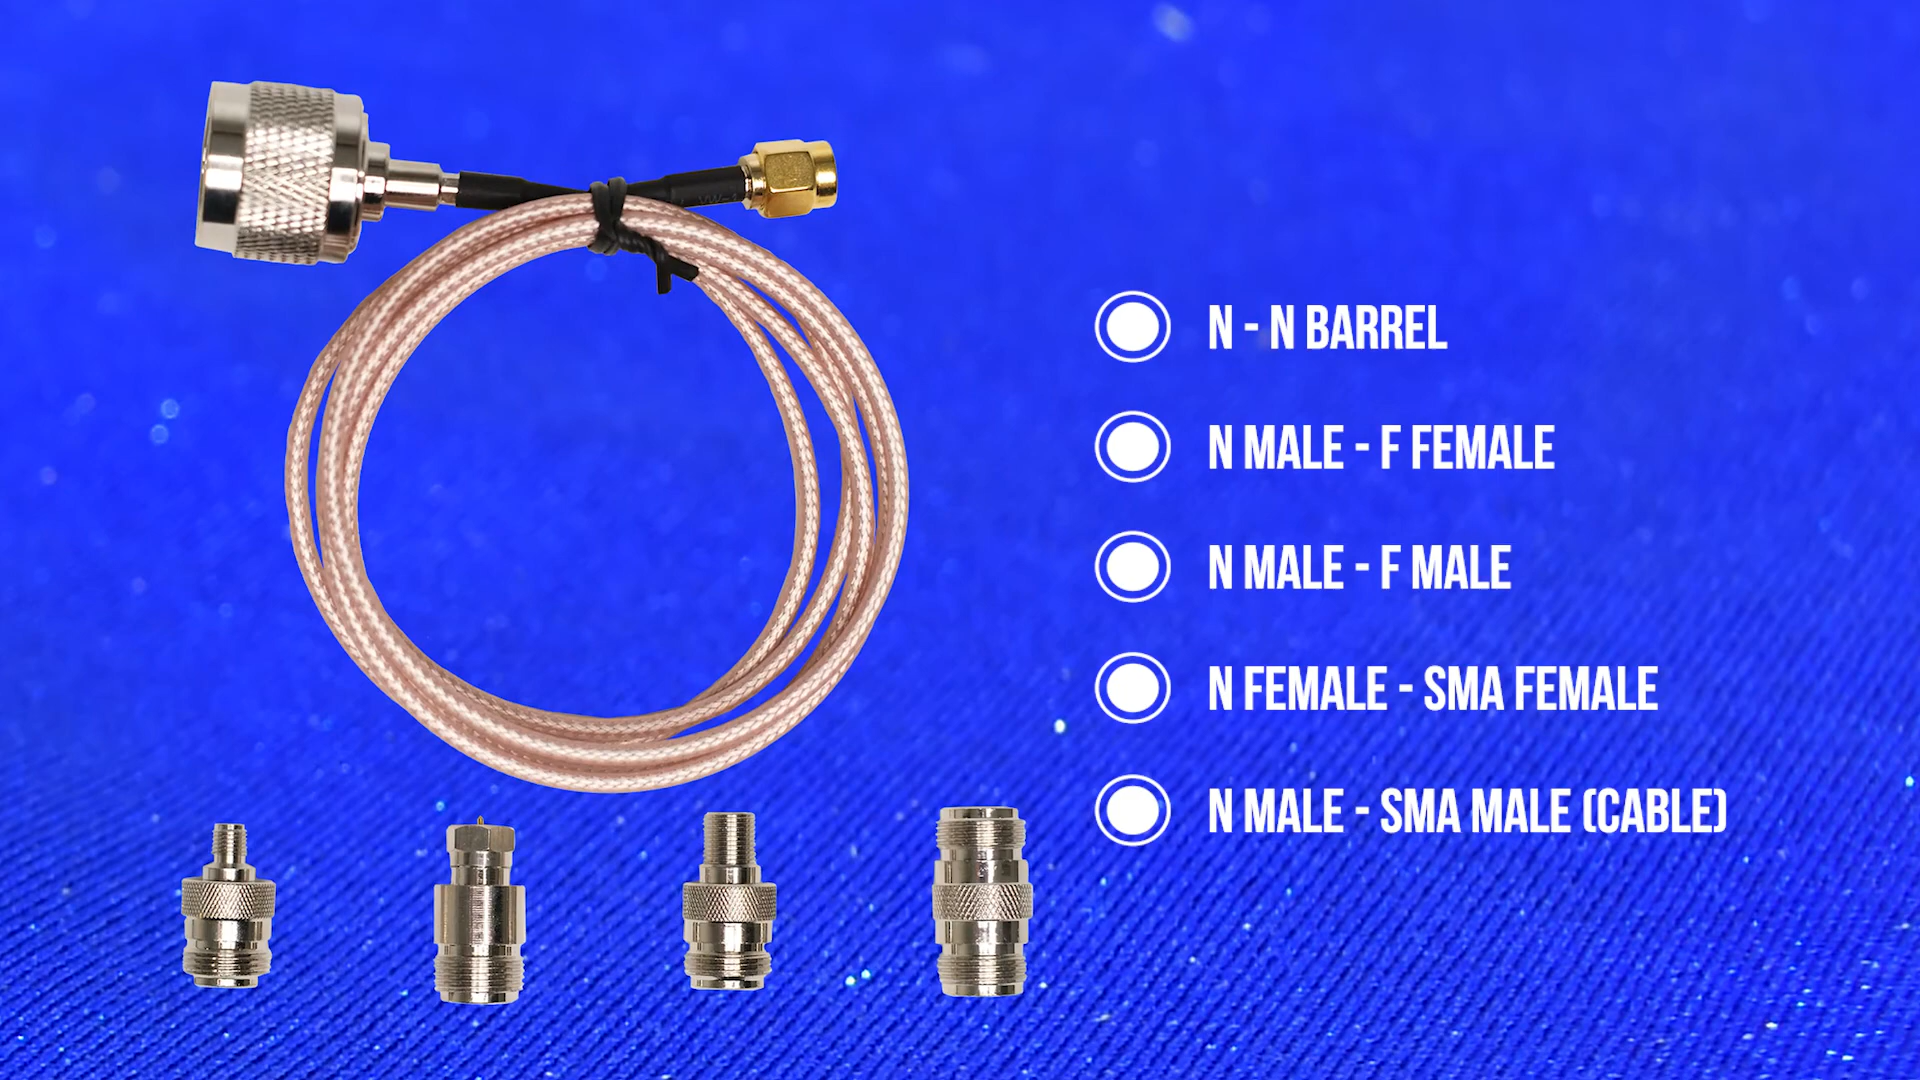 N - N BARREL
N MALE - F FEMALE
N MALE - F MALE
N FEMALE - SMA FEMALE
N MALE - SMA MALE (CABLE)